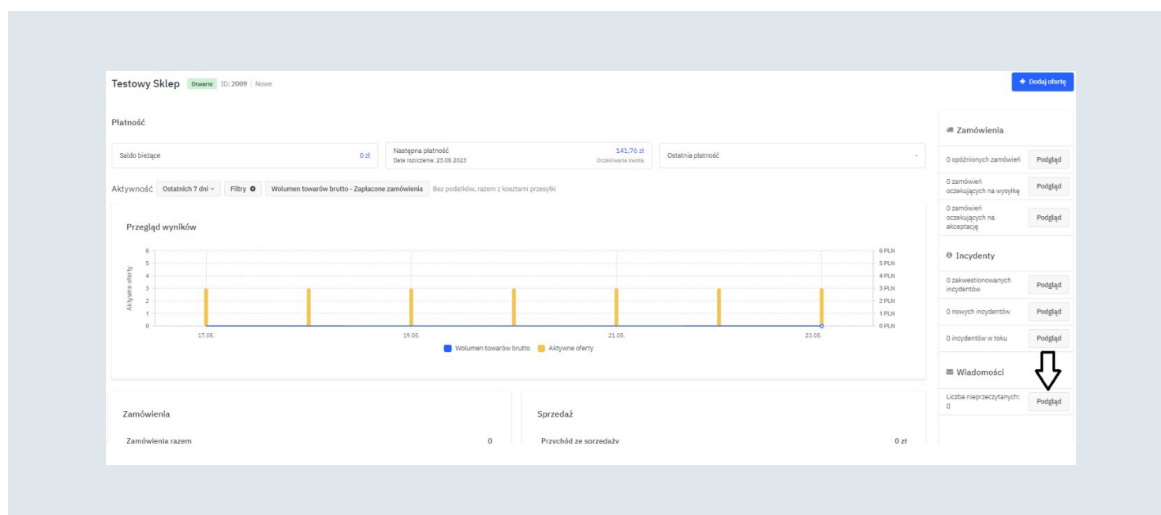 Testowy Sklep Otwarte ID: 2009 | Nowe
+ Dodaj ofertę
Płatność
Saldo bieżące 0 zł
Następna płatność 141,76 zł
Data rozliczenia: 23.05.2023 Oczekiwana kwota
Ostatnia płatność -
Aktywność Ostatnich 7 dni Filtry Wolumen towarów brutto - Zapłacone zamówienia Bez podatków, razem z kosztami przesyłki
Przegląd wyników
Aktywne oferty
6 6 PLN
5 5 PLN
4 4 PLN
3 3 PLN
2 2 PLN
1 1 PLN
0 0 PLN
17.05. 19.05. 21.05. 23.05.
Wolumen towarów brutto Aktywne oferty
Zamówienia
Zamówienia razem 0
Sprzedaż
Przychód ze sprzedaży 0 zł
Zamówienia
0 opóźnionych zamówień Podgląd
0 zamówień
oczekujących na wysyłkę Podgląd
0 zamówień
oczekujących na
akceptację Podgląd
Incydenty
0 zakwestionowanych
incydentów Podgląd
0 nowych incydentów Podgląd
0 incydentów w toku Podgląd
Wiadomości
Liczba nieprzeczytanych:
0 Podgląd